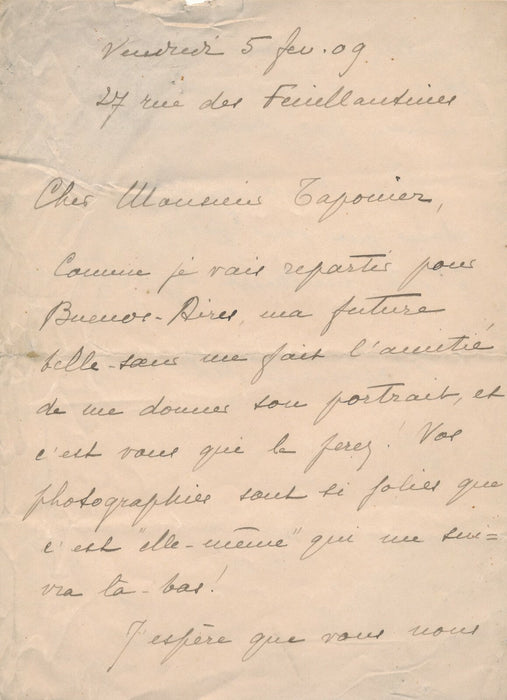 Vendredi 5 fev. 09
27 rue des Feuillantines
Cher Monsieur Taponier,
Comme je vais repartir pour
Buenos-Aires, ma future
belle-sœur me fait l'amitié
de me donner son portrait, et
c'est vous qui le ferez! Vos
photographies sont si jolies que
c'est "elle-même" qui me sui=
vra là-bas!
J'espère que vous nous